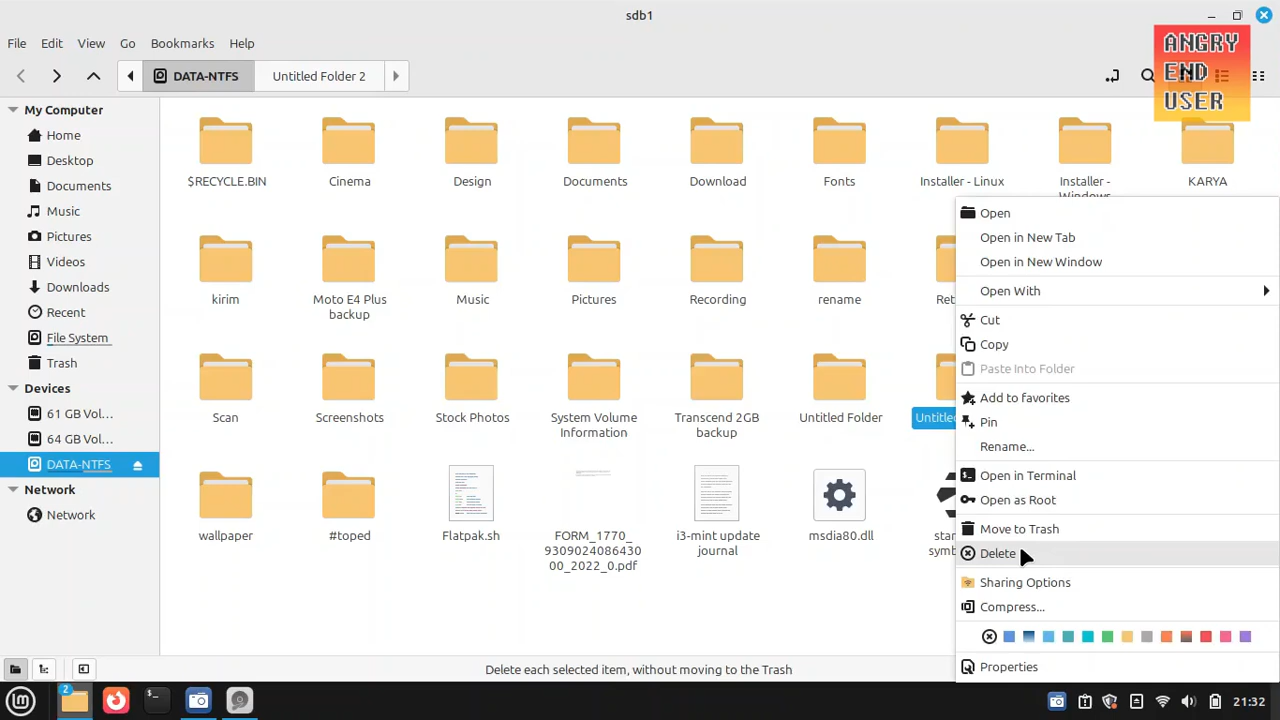 sdb1
File Edit View Go Bookmarks Help
ANGRY
END
USER
DATA-NTFS Untitled Folder 2
My Computer
Home
Desktop
Documents
Music
Pictures
Videos
Downloads
Recent
File System
Trash
Devices
61 GB Vol...
64 GB Vol...
DATA-NTFS
Network
Network
$RECYCLE.BIN Cinema Design Documents Download Fonts Installer - Linux Installer - KARYA
Windows
kirim Moto E4 Plus Music Pictures Recording rename
backup
Scan Screenshots Stock Photos System Volume Transcend 2GB Untitled Folder
Information backup
wallpaper #toped Flatpak.sh FORM_1770_ i3-mint update msdia80.dll
9309024086430 journal
00_2022_0.pdf
Open
Open in New Tab
Open in New Window
Open With
Cut
Copy
Paste Into Folder
Add to favorites
Pin
Rename...
Open in Terminal
Open as Root
Move to Trash
Delete
Sharing Options
Compress...
Properties
Delete each selected item, without moving to the Trash
2
21:32